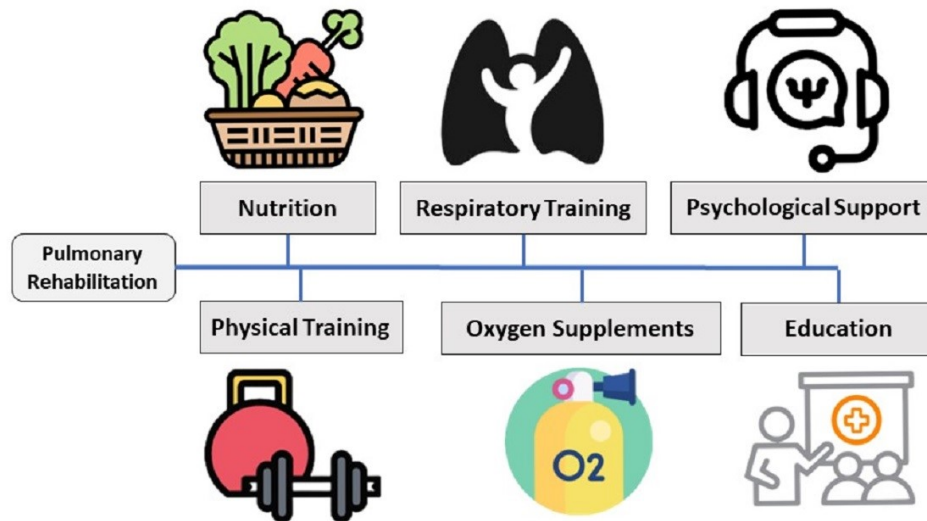 Nutrition
Respiratory Training
Psychological Support
Pulmonary
Rehabilitation
Physical Training
Oxygen Supplements
Education
O2